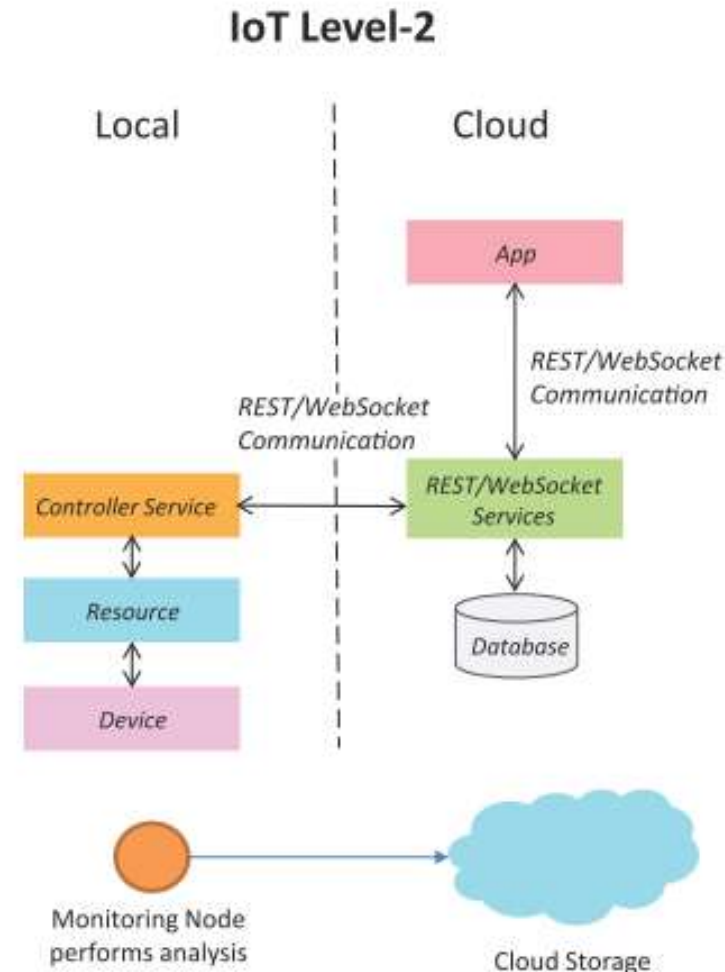 IoT Level-2
Local
Cloud
App
REST/WebSocket
Communication
REST/WebSocket
Communication
Controller Service
REST/WebSocket
Services
Resource
Database
Device
Monitoring Node
performs analysis
Cloud Storage